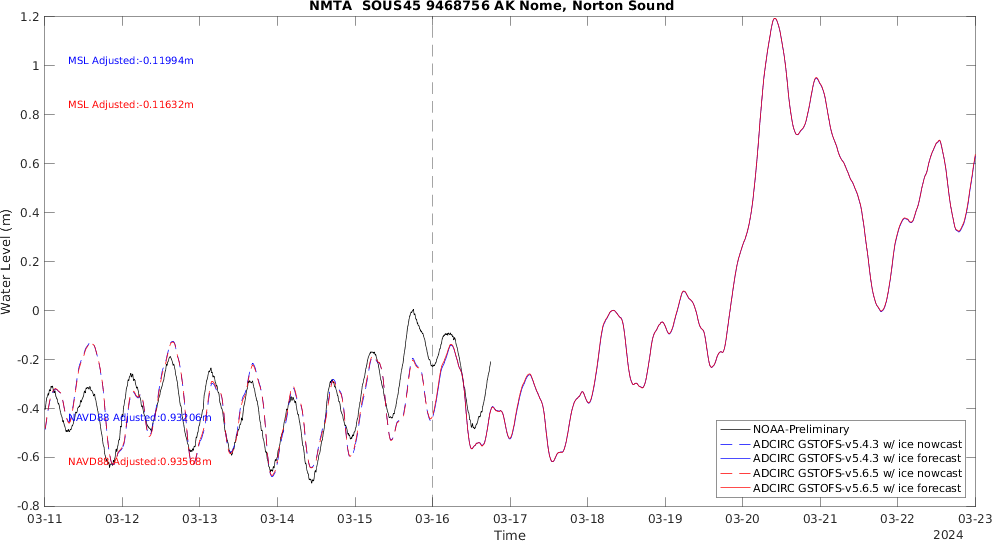 NMTA SOUS45 9468756 AK Nome, Norton Sound
1.2
1
0.8
0.6
0.4
0.2
0
-0.2
-0.4
-0.6
-0.8
Water Level (m)
MSL Adjusted:-0.11994m
MSL Adjusted:-0.11632m
NAVD88 Adjusted:0.93206m
NAVD88 Adjusted:0.93568m
NOAA-Preliminary
ADCIRC GSTOFS-v5.4.3 w/ ice nowcast
ADCIRC GSTOFS-v5.4.3 w/ ice forecast
ADCIRC GSTOFS-v5.6.5 w/ ice nowcast
ADCIRC GSTOFS-v5.6.5 w/ ice forecast
03-11 03-12 03-13 03-14 03-15 03-16 03-17 03-18 03-19 03-20 03-21 03-22 03-23
Time
2024